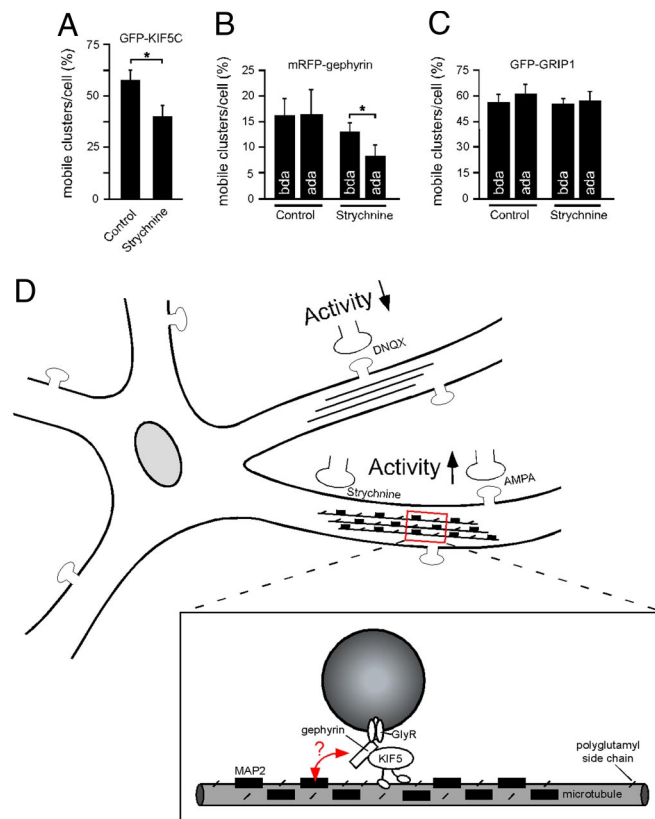 A
GFP-KIF5C
mobile clusters/cell (%)
75
50
25
0
*
Control
Strychnine
B
mRFP-gephyrin
mobile clusters/cell (%)
25
20
15
10
5
0
*
bda
ada
bda
ada
Control
Strychnine
C
GFP-GRIP1
mobile clusters/cell (%)
75
60
45
30
15
0
bda
ada
bda
ada
Control
Strychnine
D
Activity
DNQX
Activity
AMPA
Strychnine
gephyrin
GlyR
?
KIF5
MAP2
polyglutamyl
side chain
microtubule